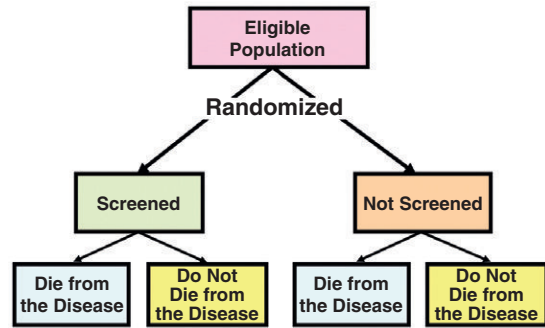 Eligible
Population
Randomized
Screened
Not Screened
Die from
the Disease
Do Not
Die from
the Disease
Die from
the Disease
Do Not
Die from
the Disease